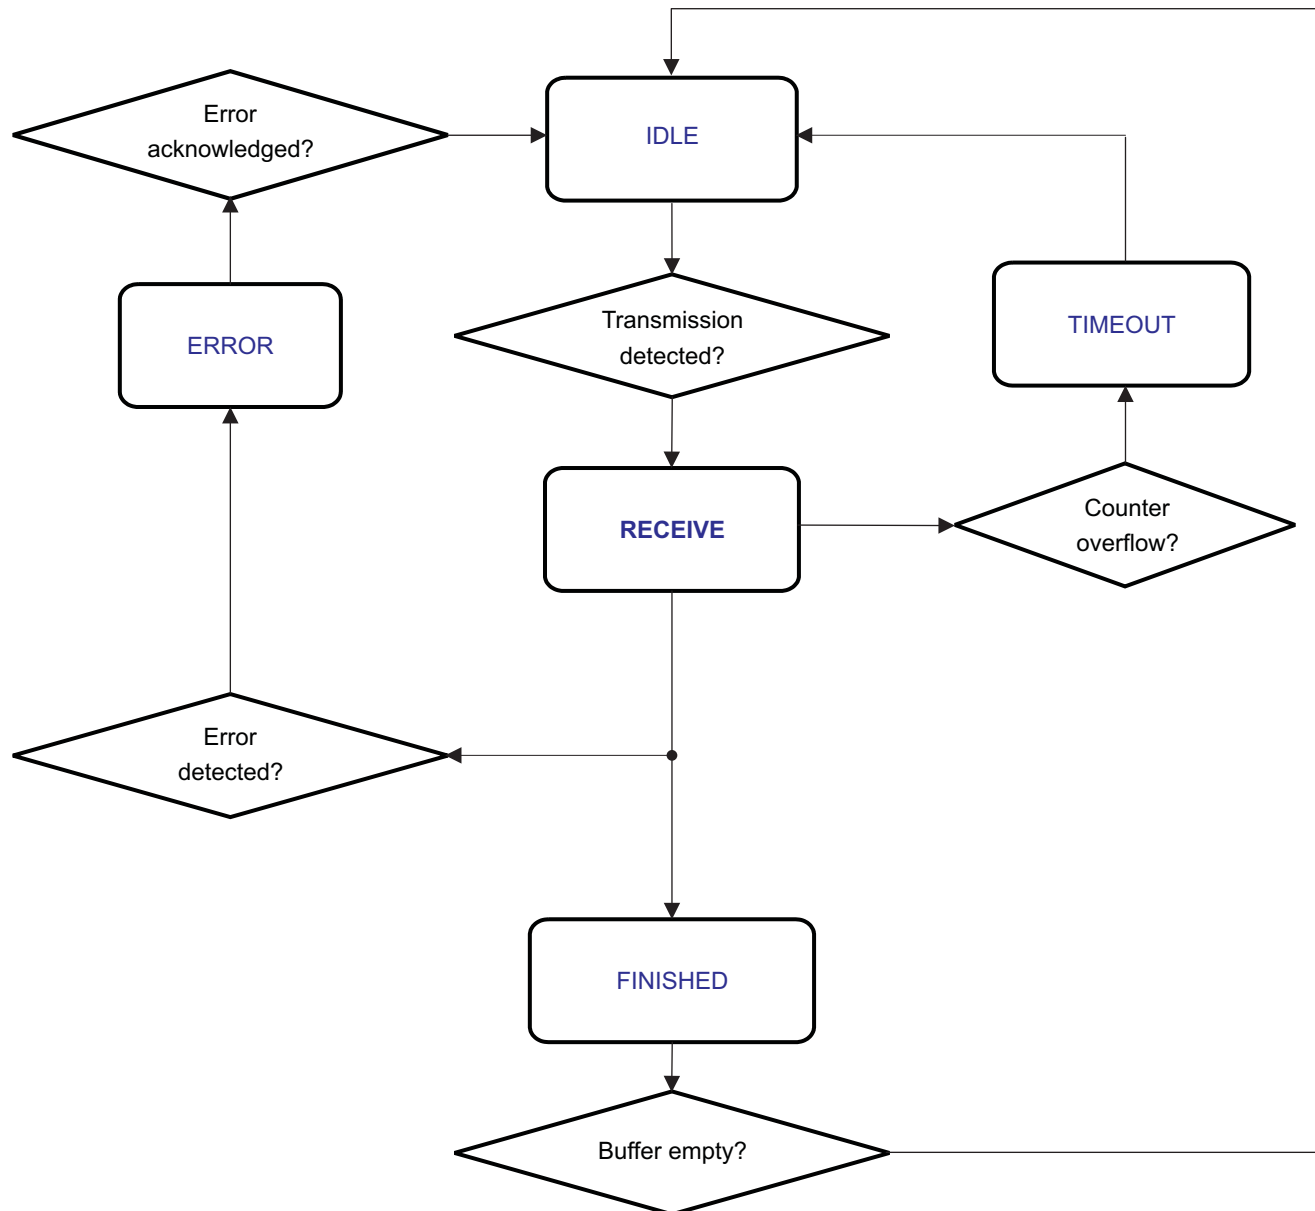 Error
acknowledged?
IDLE
ERROR
Transmission
detected?
TIMEOUT
RECEIVE
Counter
overflow?
Error
detected?
FINISHED
Buffer empty?